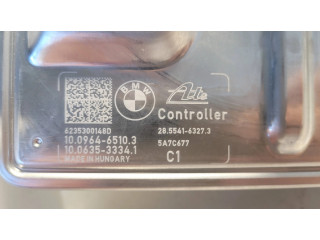 BMW
Ate
Controller
6235300148D
10.0964-6510.3
10.0635-3334.1
MADE IN HUNGARY
28.5541-6327.3
5A7C677
C1